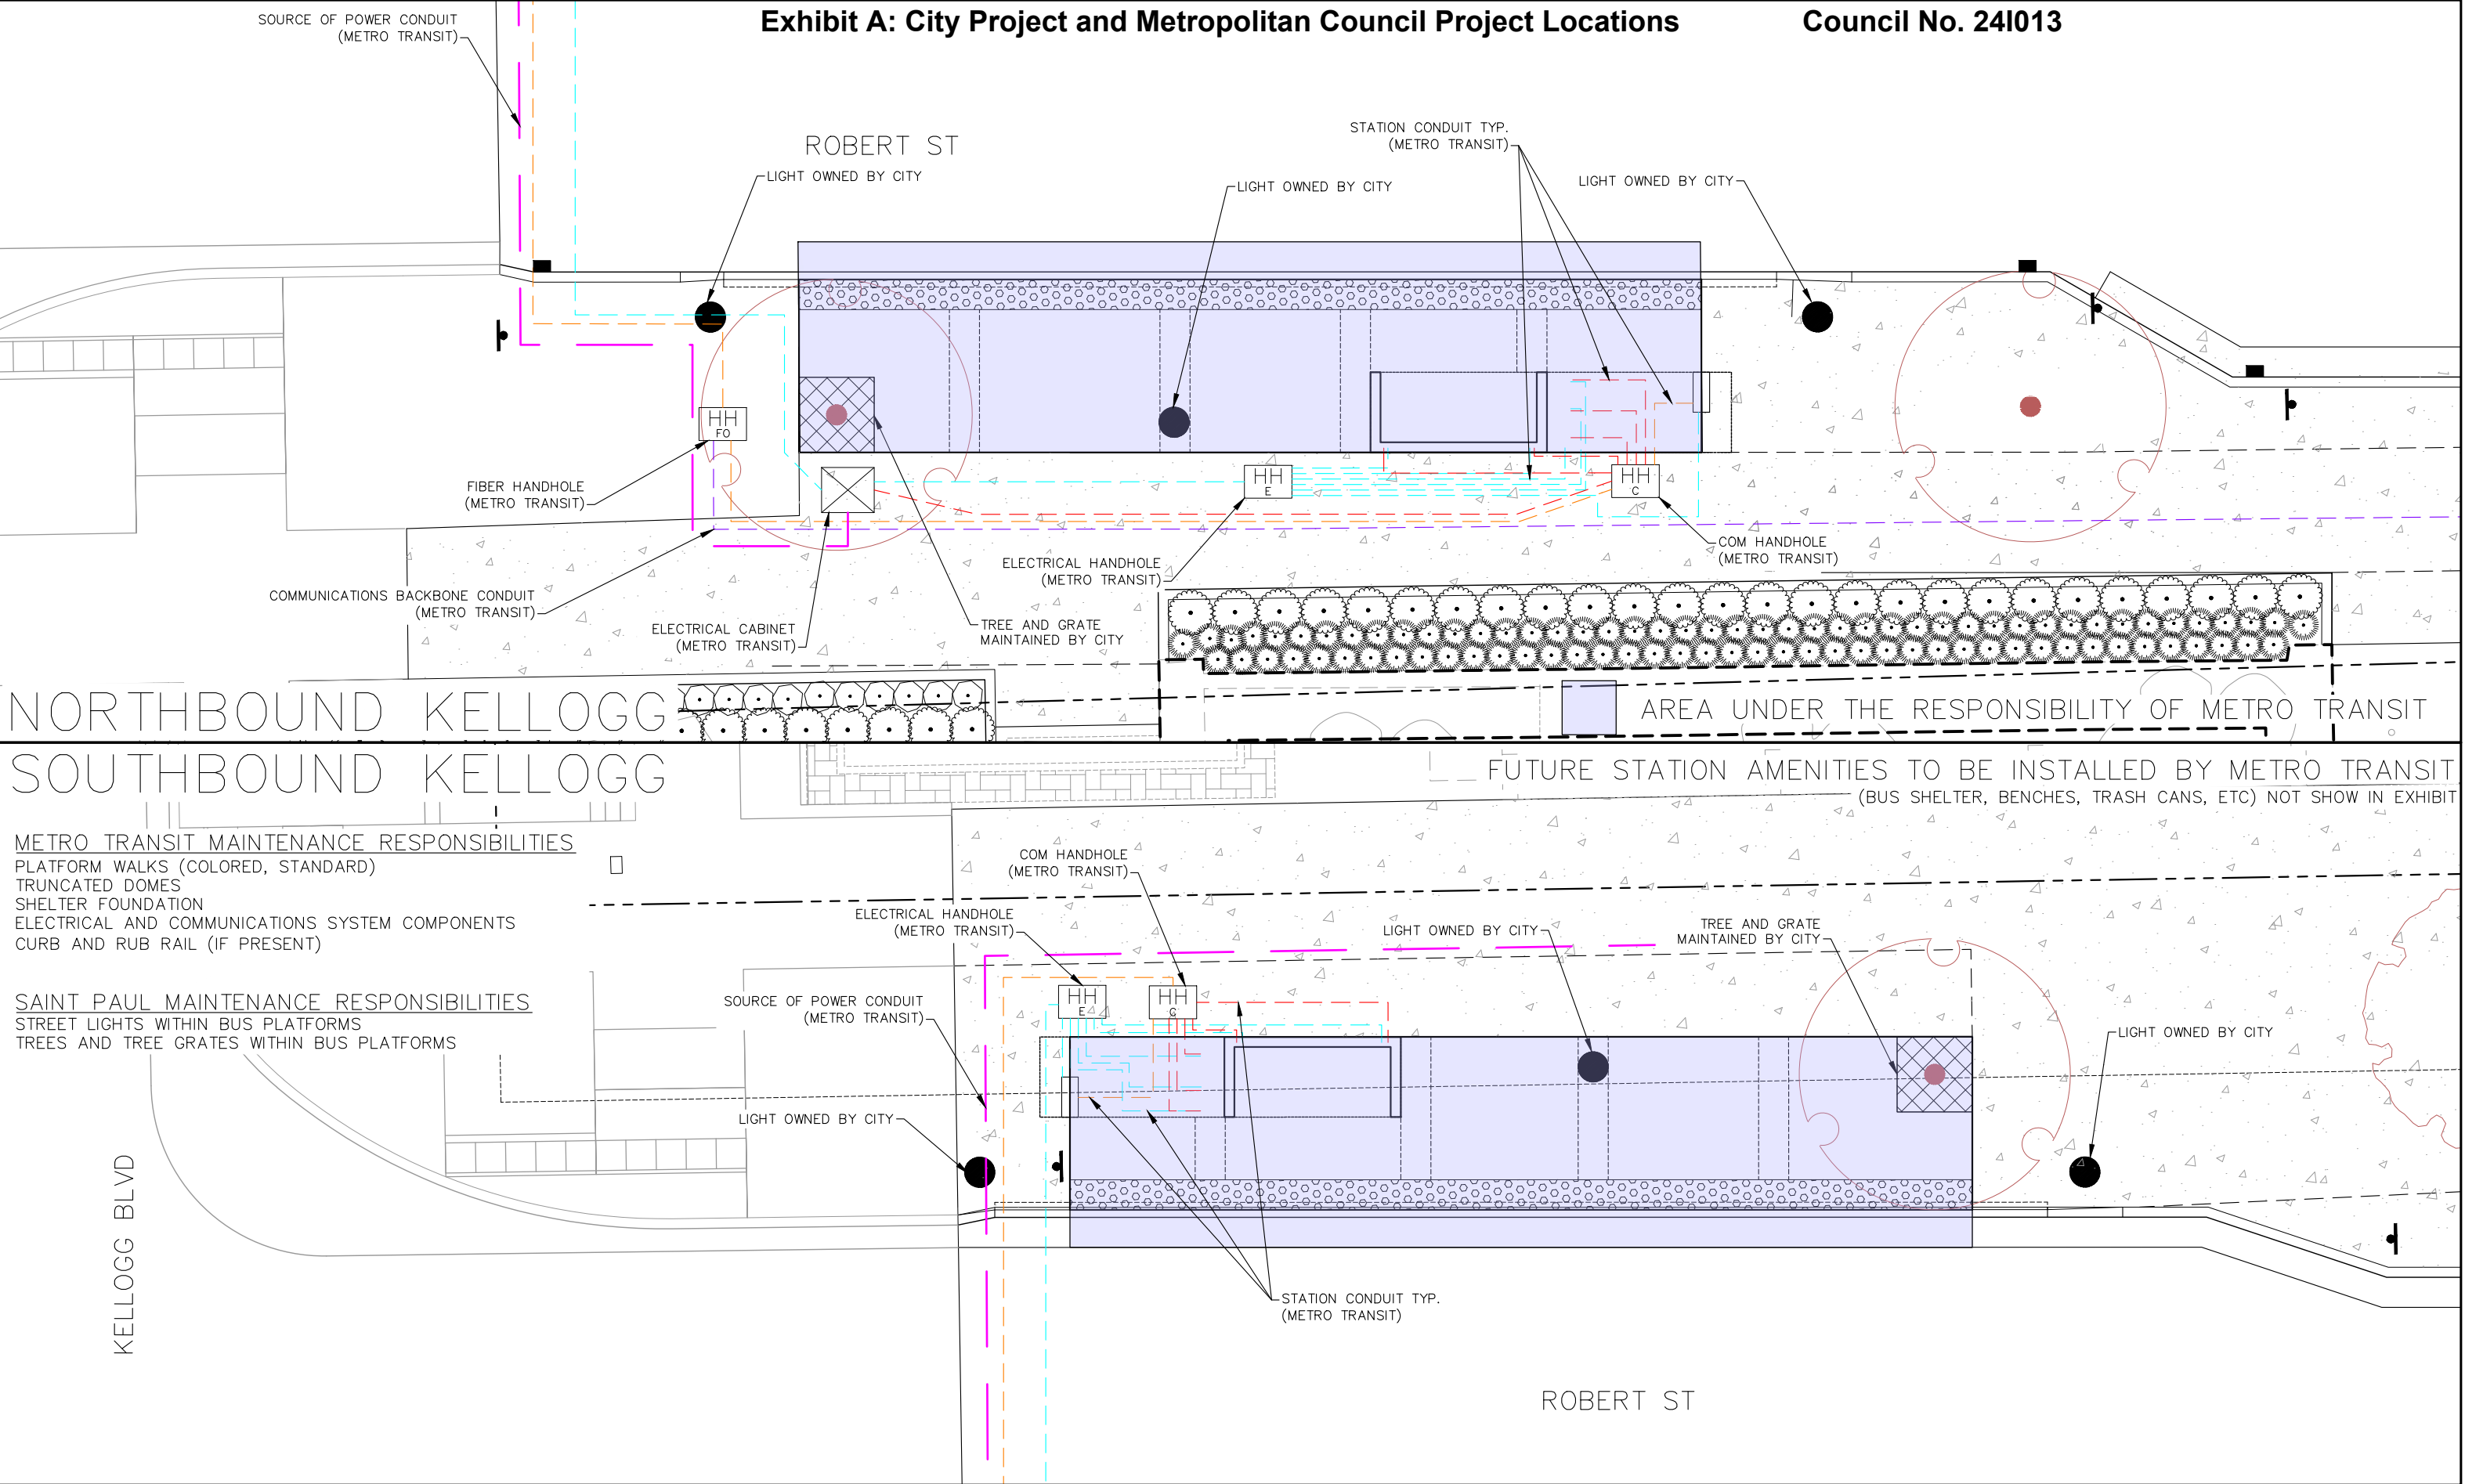 Exhibit A: City Project and Metropolitan Council Project Locations
Council No. 24I013
SOURCE OF POWER CONDUIT
(METRO TRANSIT)
ROBERT ST
LIGHT OWNED BY CITY
LIGHT OWNED BY CITY
STATION CONDUIT TYP.
(METRO TRANSIT)
LIGHT OWNED BY CITY
HH
FO
FIBER HANDHOLE
(METRO TRANSIT)
HH
E
HH
C
COMMUNICATIONS BACKBONE CONDUIT
(METRO TRANSIT)
ELECTRICAL CABINET
(METRO TRANSIT)
TREE AND GRATE
MAINTAINED BY CITY
ELECTRICAL HANDHOLE
(METRO TRANSIT)
COM HANDHOLE
(METRO TRANSIT)
NORTHBOUND KELLOGG
AREA UNDER THE RESPONSIBILITY OF METRO TRANSIT
SOUTHBOUND KELLOGG
FUTURE STATION AMENITIES TO BE INSTALLED BY METRO TRANSIT
(BUS SHELTER, BENCHES, TRASH CANS, ETC) NOT SHOW IN EXHIBIT
METRO TRANSIT MAINTENANCE RESPONSIBILITIES
PLATFORM WALKS (COLORED, STANDARD)
TRUNCATED DOMES
SHELTER FOUNDATION
ELECTRICAL AND COMMUNICATIONS SYSTEM COMPONENTS
CURB AND RUB RAIL (IF PRESENT)
SAINT PAUL MAINTENANCE RESPONSIBILITIES
STREET LIGHTS WITHIN BUS PLATFORMS
TREES AND TREE GRATES WITHIN BUS PLATFORMS
COM HANDHOLE
(METRO TRANSIT)
ELECTRICAL HANDHOLE
(METRO TRANSIT)
LIGHT OWNED BY CITY
TREE AND GRATE
MAINTAINED BY CITY
HH
E
HH
C
SOURCE OF POWER CONDUIT
(METRO TRANSIT)
LIGHT OWNED BY CITY
LIGHT OWNED BY CITY
KELLOGG BLVD
STATION CONDUIT TYP.
(METRO TRANSIT)
ROBERT ST